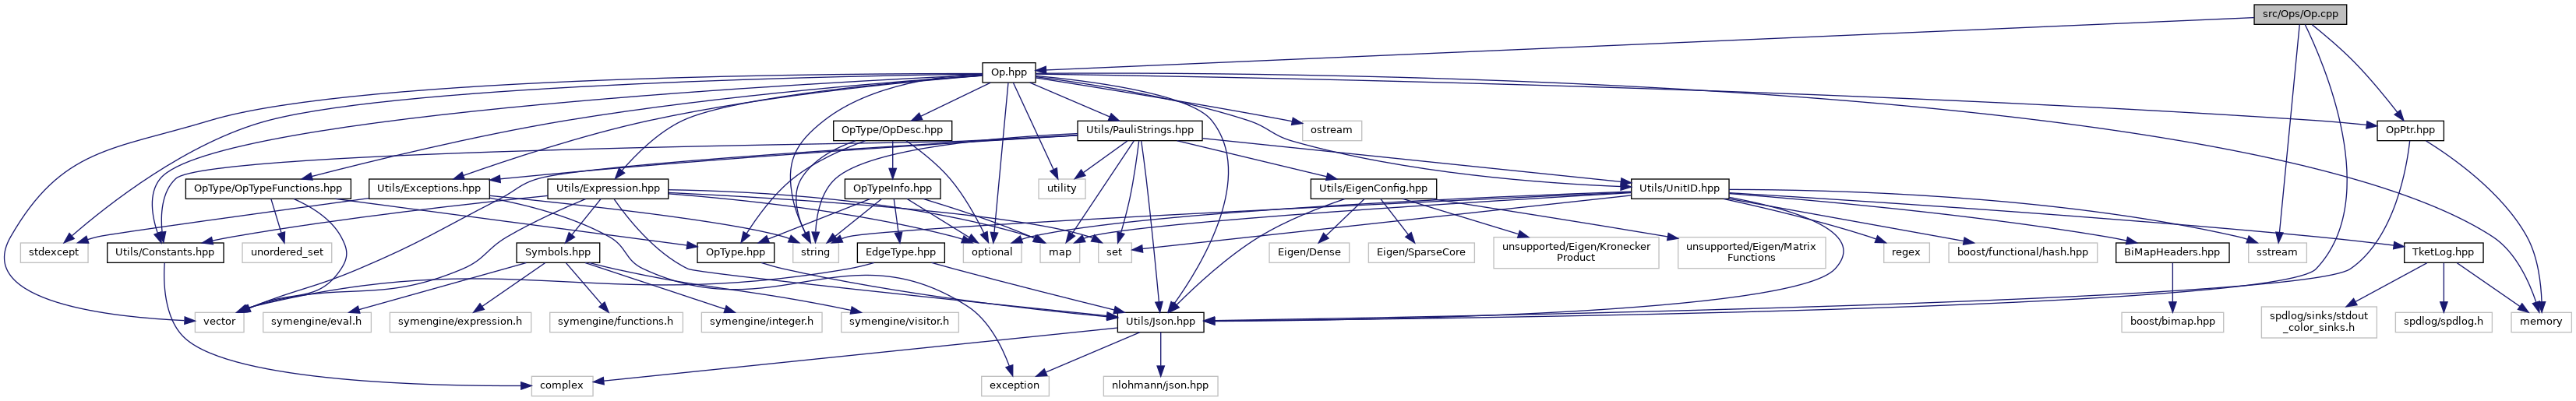 src/Ops/Op.cpp
Op.hpp
OpType/OpDesc.hpp
Utils/PauliStrings.hpp
ostream
OpPtr.hpp
OpType/OpTypeFunctions.hpp
Utils/Exceptions.hpp
Utils/Expression.hpp
OpTypeInfo.hpp
utility
Utils/EigenConfig.hpp
Utils/UnitID.hpp
stdexcept
Utils/Constants.hpp
unordered_set
Symbols.hpp
OpType.hpp
string
EdgeType.hpp
optional
map
set
Eigen/Dense
Eigen/SparseCore
unsupported/Eigen/Kronecker
Product
unsupported/Eigen/Matrix
Functions
regex
boost/functional/hash.hpp
BiMapHeaders.hpp
sstream
TketLog.hpp
vector
symengine/eval.h
symengine/expression.h
symengine/functions.h
symengine/integer.h
symengine/visitor.h
Utils/Json.hpp
boost/bimap.hpp
spdlog/sinks/stdout
_color_sinks.h
spdlog/spdlog.h
memory
complex
exception
nlohmann/json.hpp